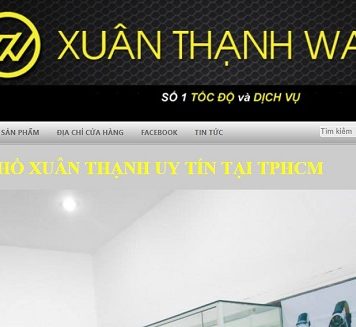 XUÂN THẠNH WA
SỐ 1 TỐC ĐỘ và DỊCH VỤ
SẢN PHẨM ĐỊA CHỈ CỬA HÀNG FACEBOOK TIN TỨC Tìm kiếm
HỒ XUÂN THẠNH UY TÍN TẠI TPHCM